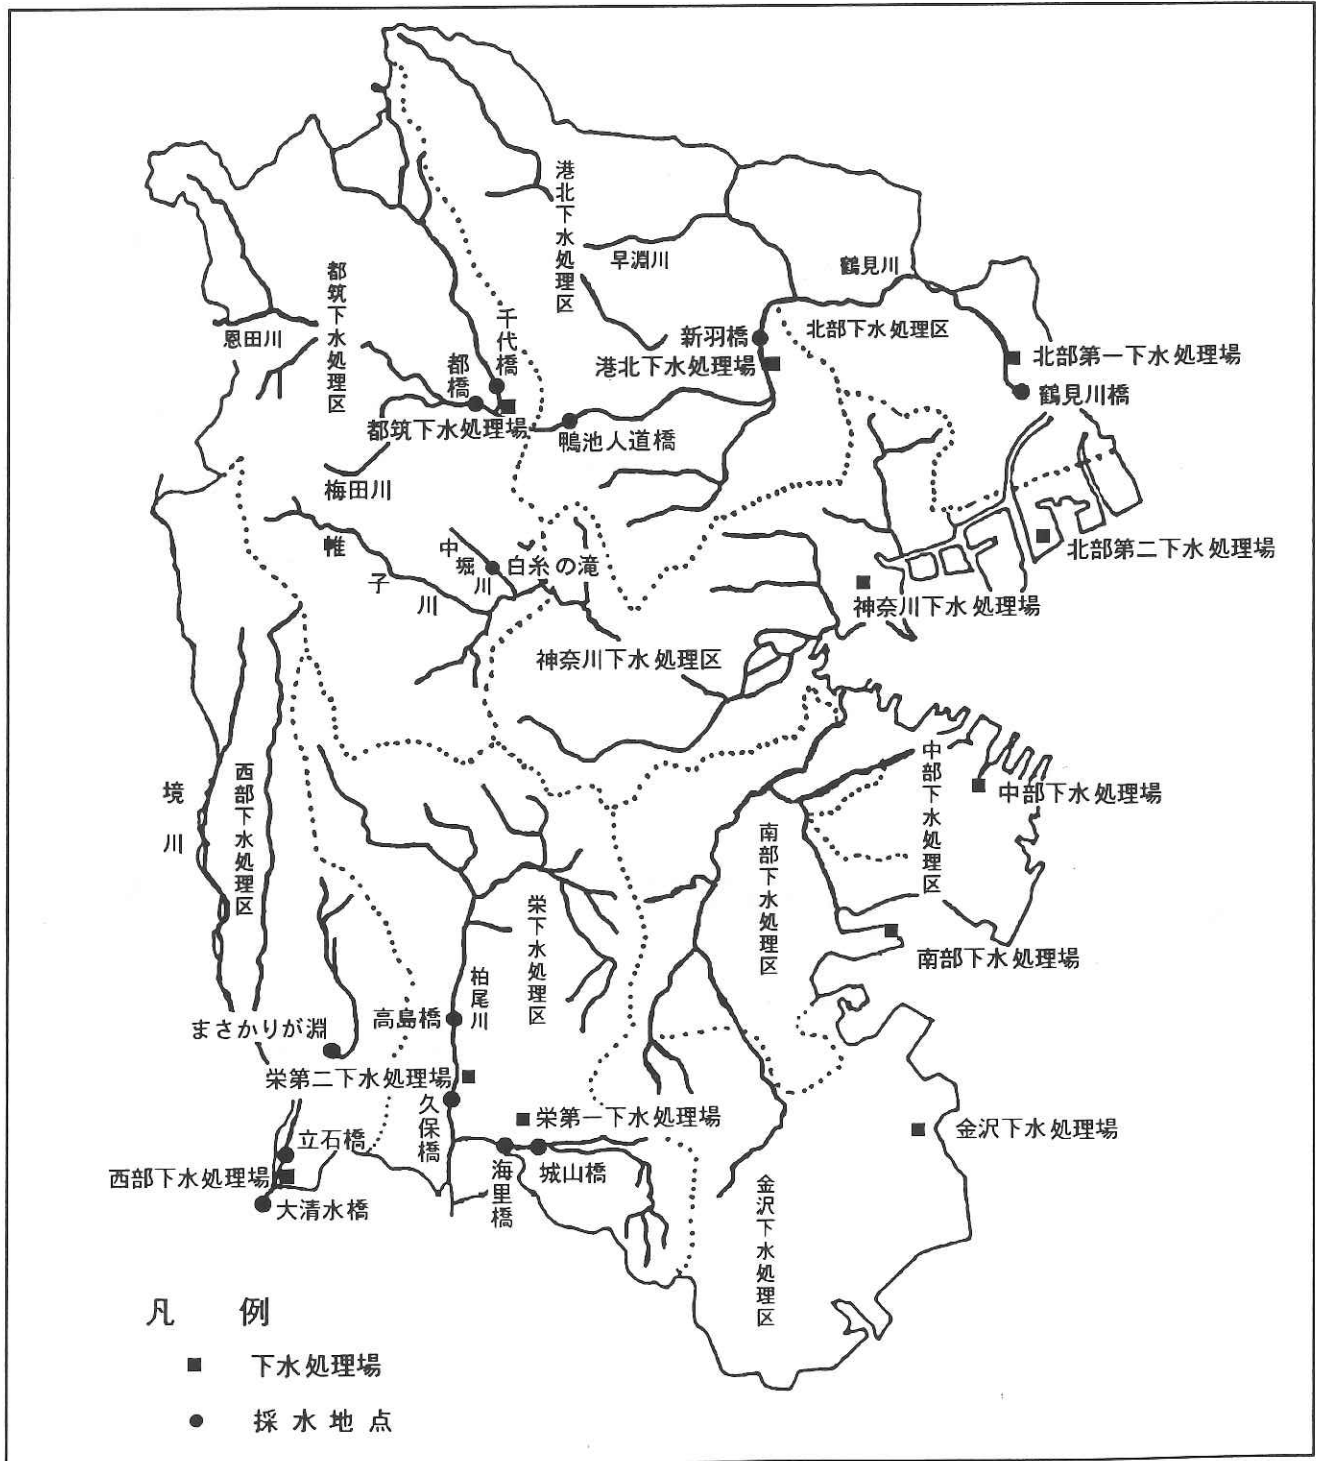 港北下水処理区
早淵川
鶴見川
都筑下水処理区
恩田川
千代橋
新羽橋
北部下水処理区
港北下水処理場
北部第一下水処理場
都橋
鶴見川橋
都筑下水処理場
鴨池人道橋
梅田川
帷子川
中堀川
白糸の滝
北部第二下水処理場
神奈川下水処理場
神奈川下水処理区
境川
西部下水処理区
中部下水処理区
中部下水処理場
南部下水処理区
栄下水処理区
南部下水処理場
柏尾川
高島橋
まさかりが淵
栄第二下水処理場
久保橋
栄第一下水処理場
金沢下水処理場
立石橋
海里橋
城山橋
西部下水処理場
大清水橋
金沢下水処理区
凡 例
■ 下水処理場
● 採水地点